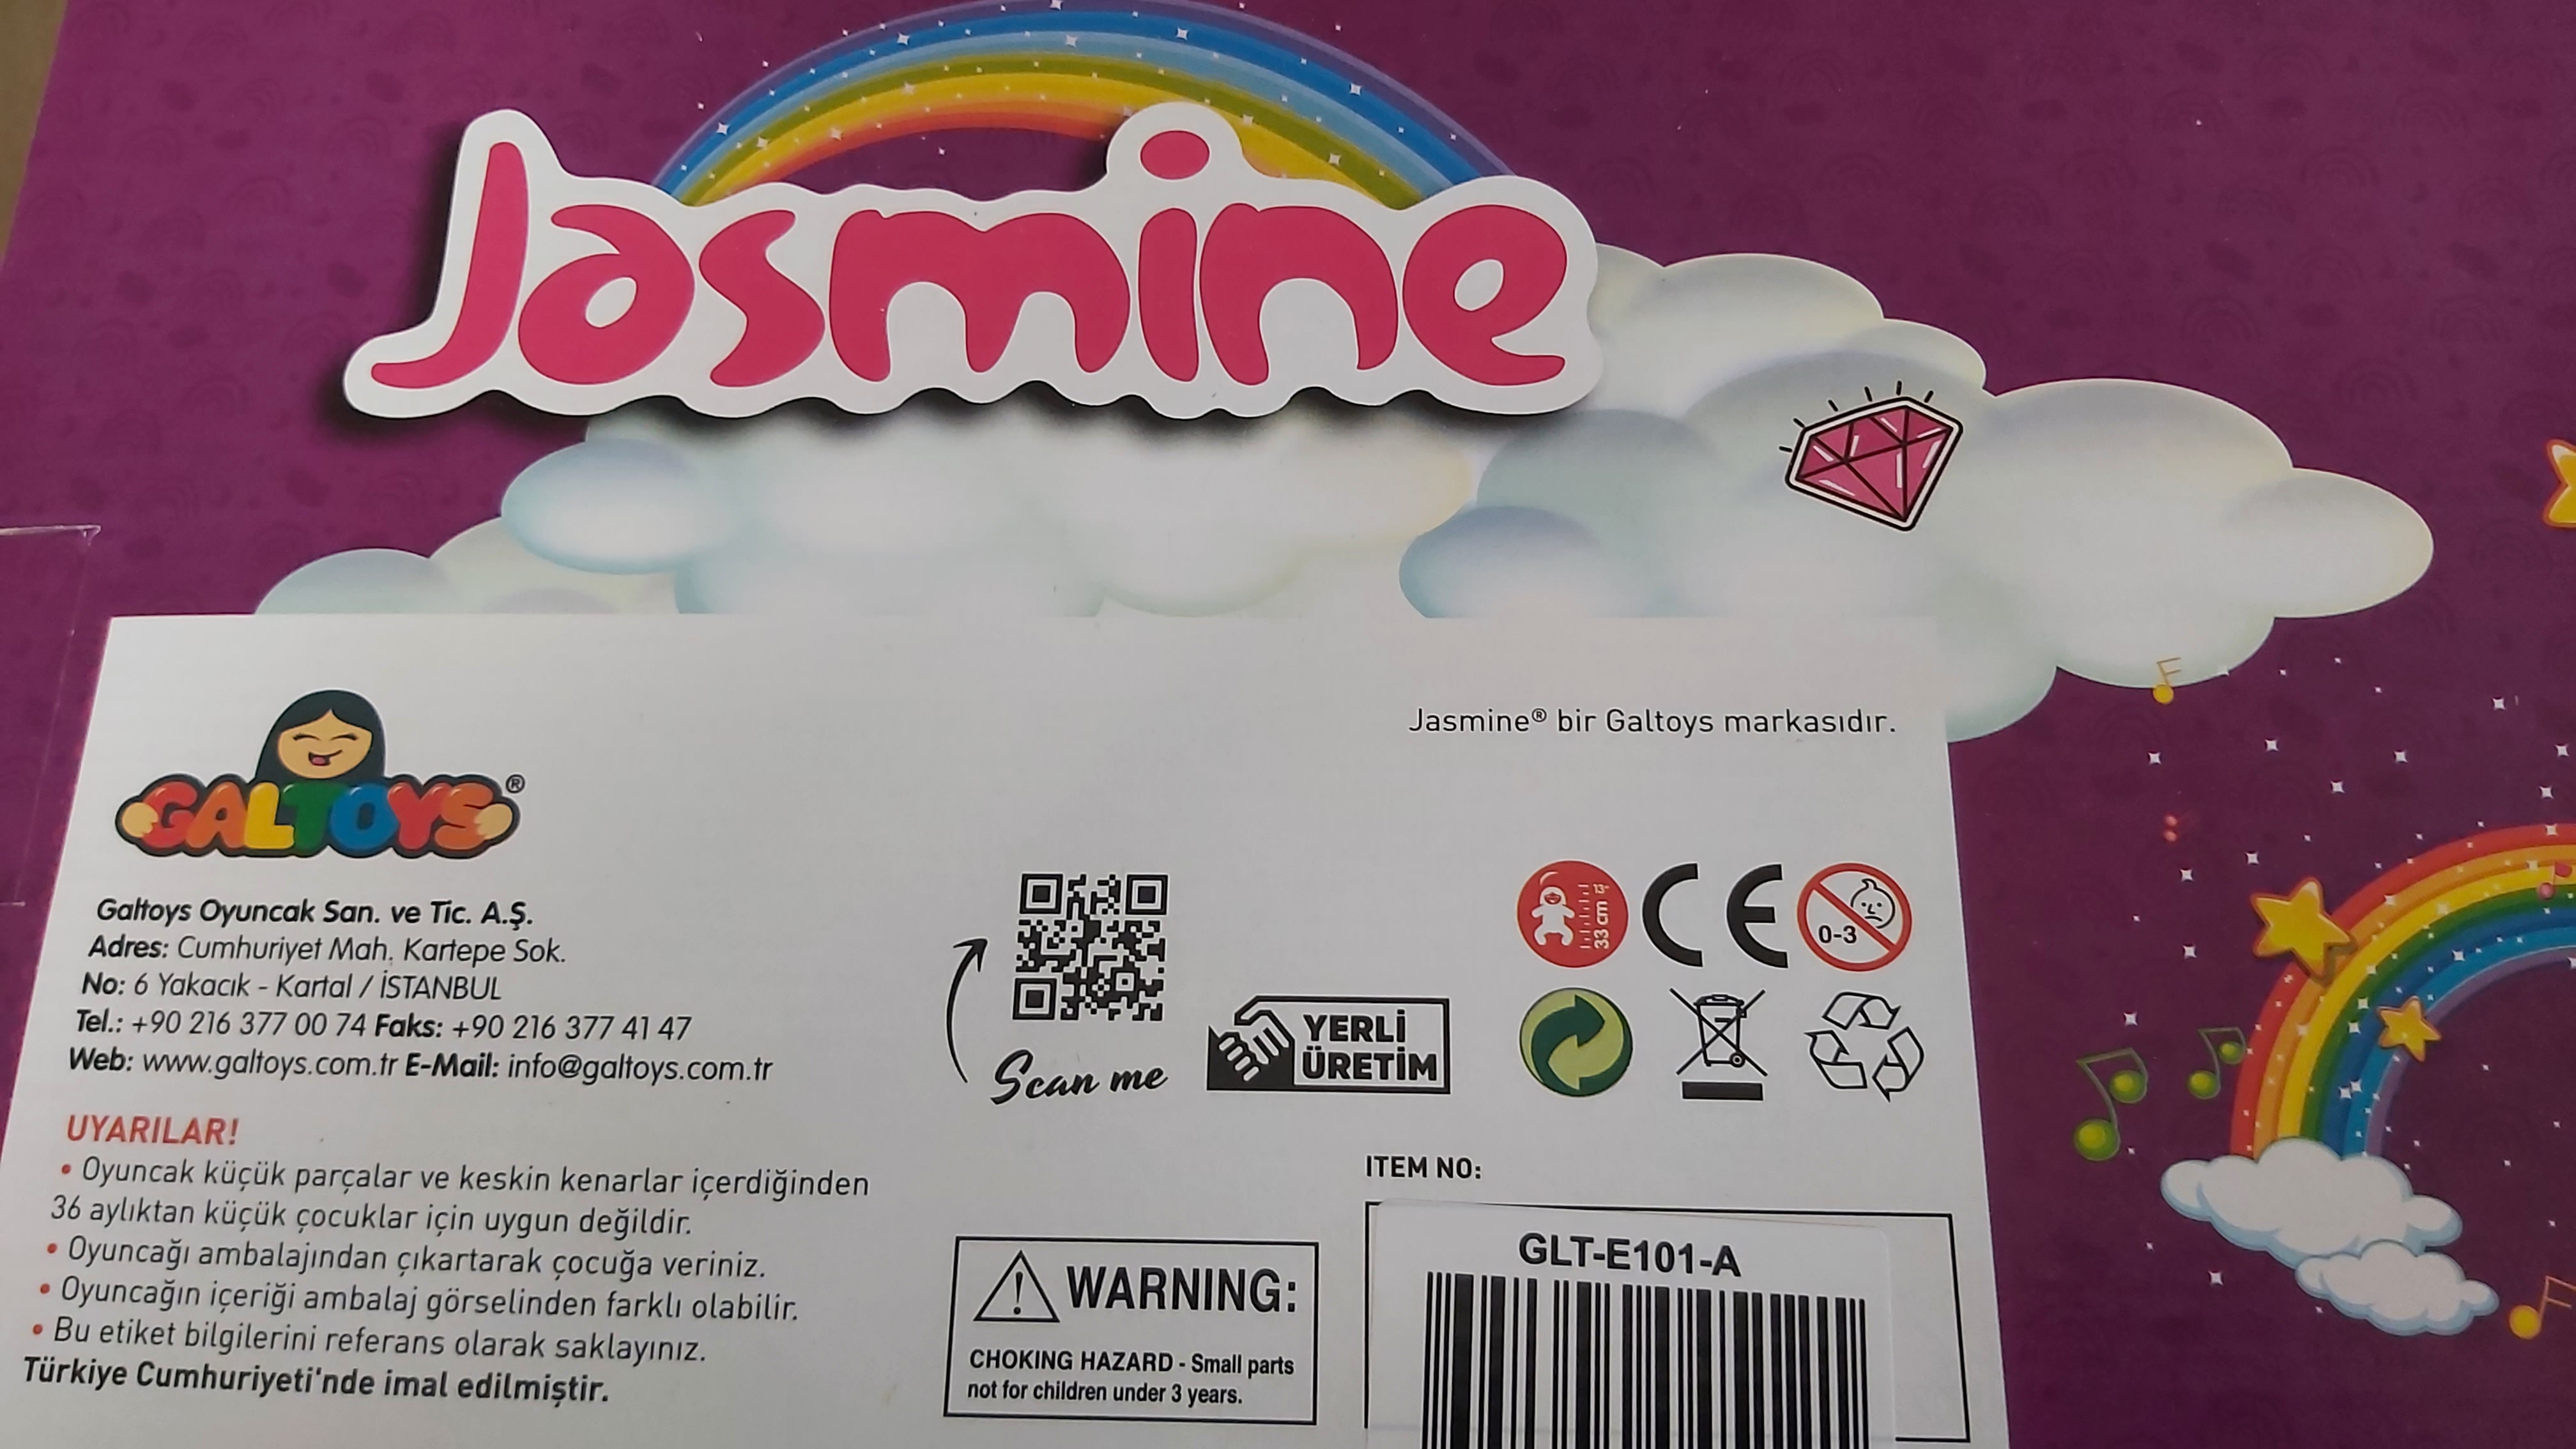 Jasmine
Jasmine® bir Galtoys markasıdır.
GALTOYS®
Galtoys Oyuncak San. ve Tic. A.Ş.
Adres: Cumhuriyet Mah. Kartepe Sok.
No: 6 Yakacık - Kartal / İSTANBUL
Tel.: +90 216 377 00 74 Faks: +90 216 377 41 47
Web: www.galtoys.com.tr E-Mail: info@galtoys.com.tr
UYARILAR!
• Oyuncak küçük parçalar ve keskin kenarlar içerdiğinden
36 aylıktan küçük çocuklar için uygun değildir.
• Oyuncağı ambalajından çıkartarak çocuğa veriniz.
• Oyuncağın içeriği ambalaj görselinden farklı olabilir.
• Bu etiket bilgilerini referans olarak saklayınız.
Türkiye Cumhuriyeti'nde imal edilmiştir.
Scan me
YERLİ
ÜRETİM
33 cm 13"
CE
0-3
WARNING:
CHOKING HAZARD - Small parts
not for children under 3 years.
ITEM NO:
GLT-E101-A